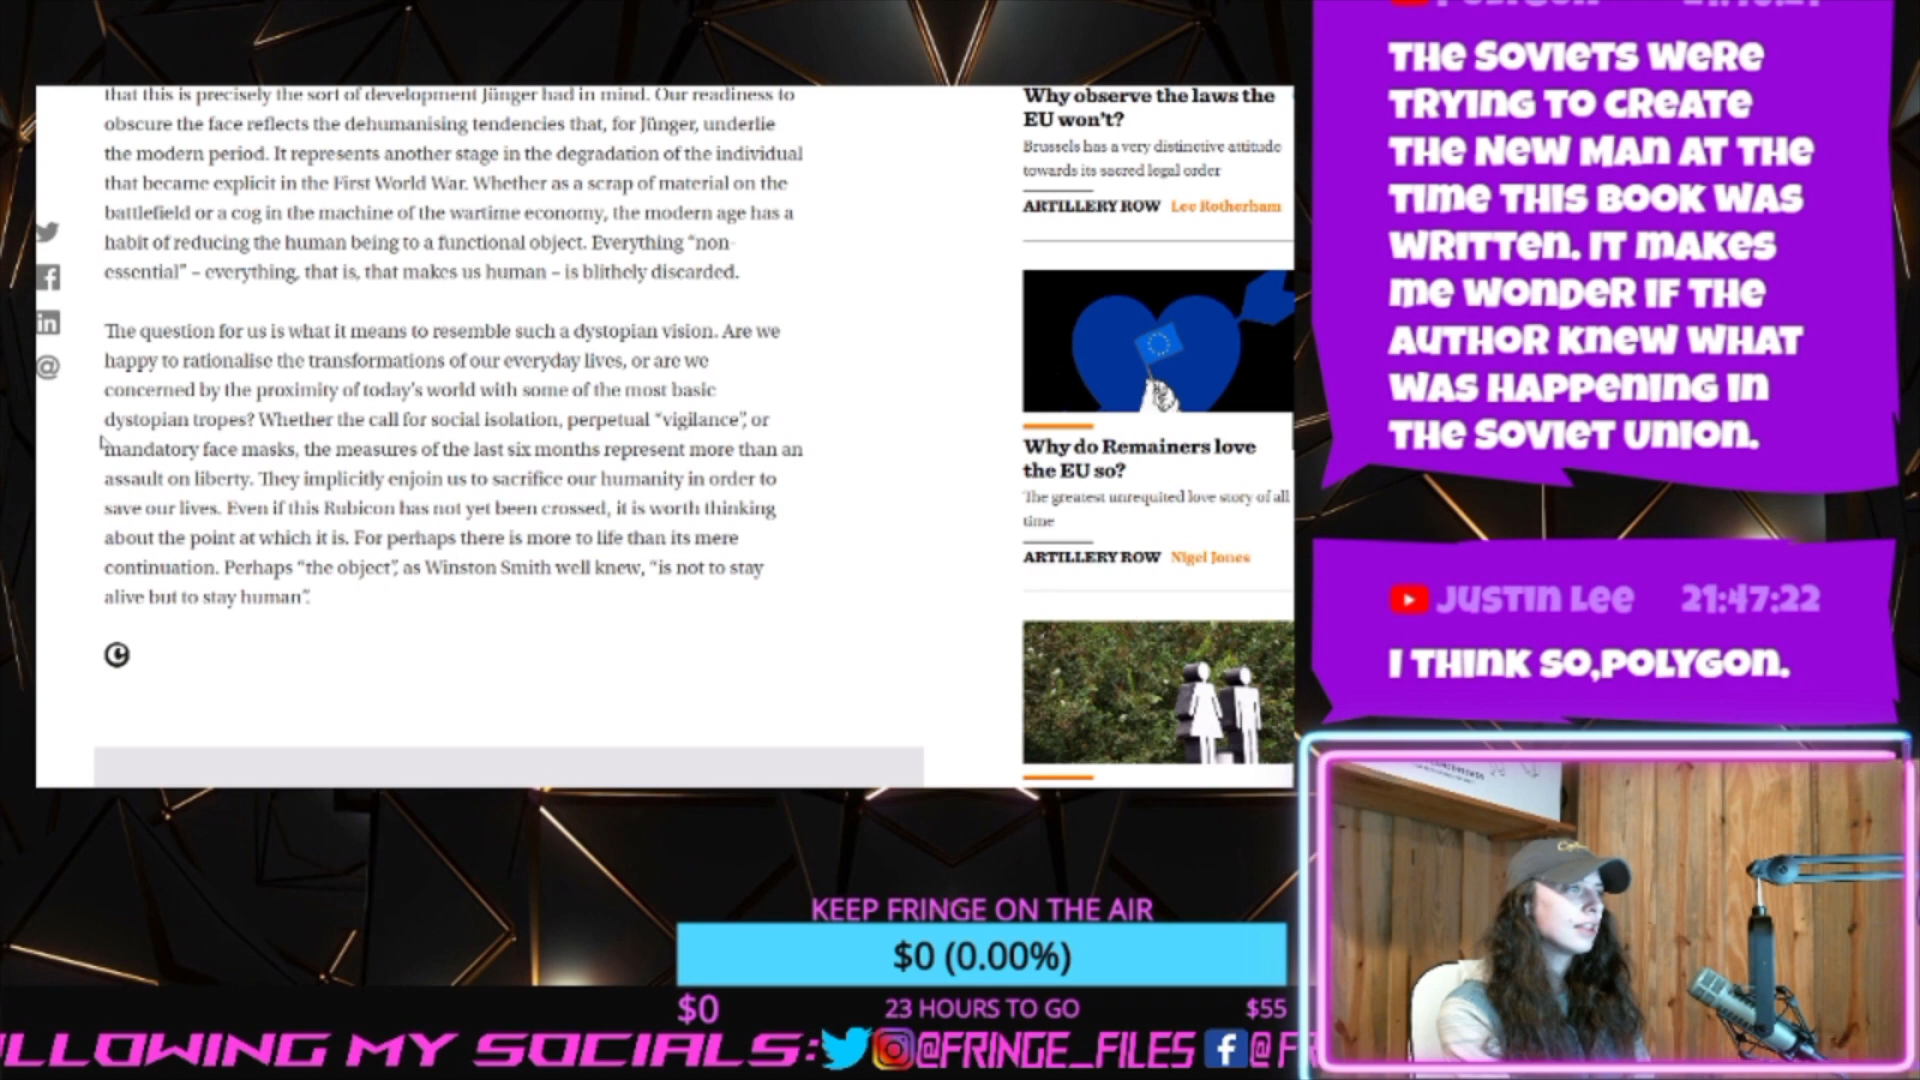 that this is precisely the sort of development Jünger had in mind. Our readiness to
obscure the face reflects the dehumanising tendencies that, for Jünger, underlie
the modern period. It represents another stage in the degradation of the individual
that became explicit in the First World War. Whether as a scrap of material on the
battlefield or a cog in the machine of the wartime economy, the modern age has a
habit of reducing the human being to a functional object. Everything “non-
essential” – everything, that is, that makes us human – is blithely discarded.
The question for us is what it means to resemble such a dystopian vision. Are we
happy to rationalise the transformations of our everyday lives, or are we
concerned by the proximity of today’s world with some of the most basic
dystopian tropes? Whether the call for social isolation, perpetual “vigilance”, or
mandatory face masks, the measures of the last six months represent more than an
assault on liberty. They implicitly enjoin us to sacrifice our humanity in order to
save our lives. Even if this Rubicon has not yet been crossed, it is worth thinking
about the point at which it is. For perhaps there is more to life than its mere
continuation. Perhaps “the object”, as Winston Smith well knew, “is not to stay
alive but to stay human”.
Why observe the laws the
EU won’t?
Brussels has a very distinctive attitude
towards its sacred legal order
ARTILLERY ROW Lee Rotherham
Why do Remainers love
the EU so?
The greatest unrequited love story of all
time
ARTILLERY ROW Nigel Jones
THE SOVIETS WERE
TRYING TO CREATE
THE NEW MAN AT THE
TIME THIS BOOK WAS
WRITTEN. IT MAKES
ME WONDER IF THE
AUTHOR KNEW WHAT
WAS HAPPENING IN
THE SOVIET UNION.
JUSTIN LEE 21:47:22
I THINK SO,POLYGON.
KEEP FRINGE ON THE AIR
$0 (0.00%)
$0 23 HOURS TO GO $55
LLOWING MY SOCIALS: @FRINGE_FILES @FR